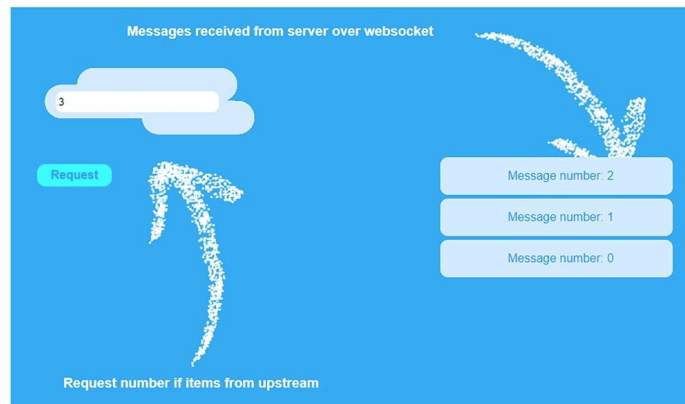 Messages received from server over websocket
3
Request
Message number: 2
Message number: 1
Message number: 0
Request number if items from upstream